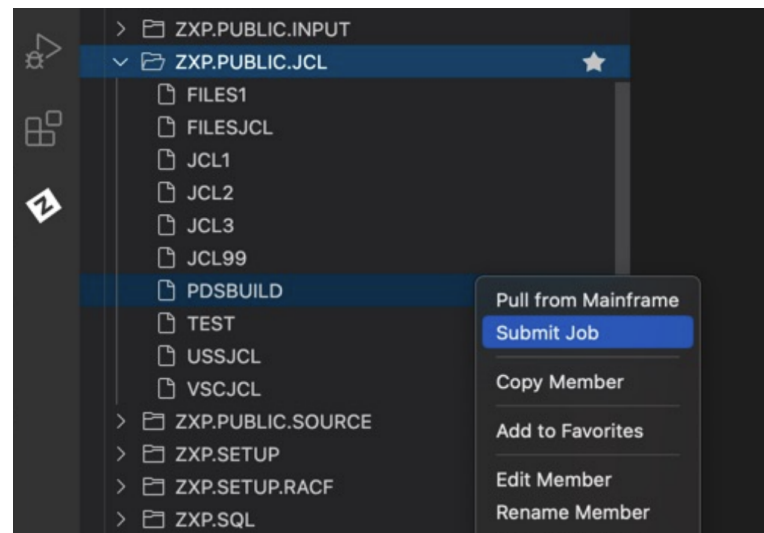 ZXP.PUBLIC.INPUT
ZXP.PUBLIC.JCL
FILES1
FILESJCL
JCL1
JCL2
JCL3
JCL99
PDSBUILD
TEST
USSJCL
VSCJCL
ZXP.PUBLIC.SOURCE
ZXP.SETUP
ZXP.SETUP.RACF
ZXP.SQL
Z
Pull from Mainframe
Submit Job
Copy Member
Add to Favorites
Edit Member
Rename Member